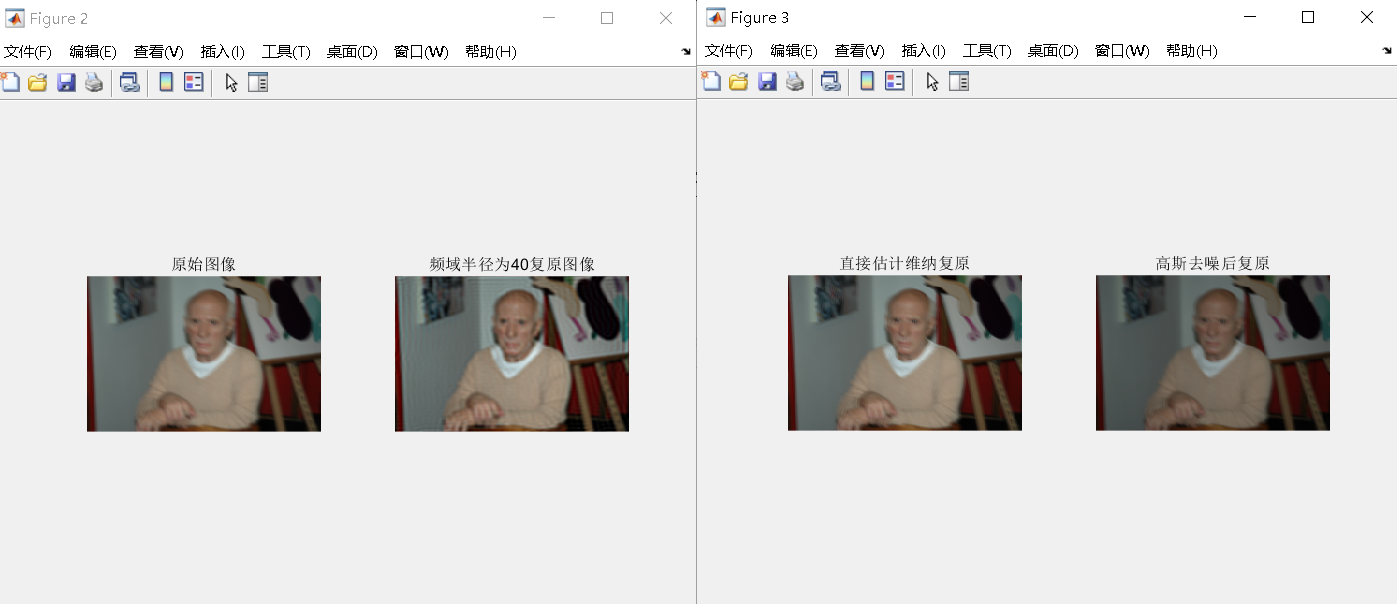 Figure 2
文件(F) 编辑(E) 查看(V) 插入(I) 工具(T) 桌面(D) 窗口(W) 帮助(H)
原始图像
频域半径为40复原图像
Figure 3
文件(F) 编辑(E) 查看(V) 插入(I) 工具(T) 桌面(D) 窗口(W) 帮助(H)
直接估计维纳复原
高斯去噪后复原